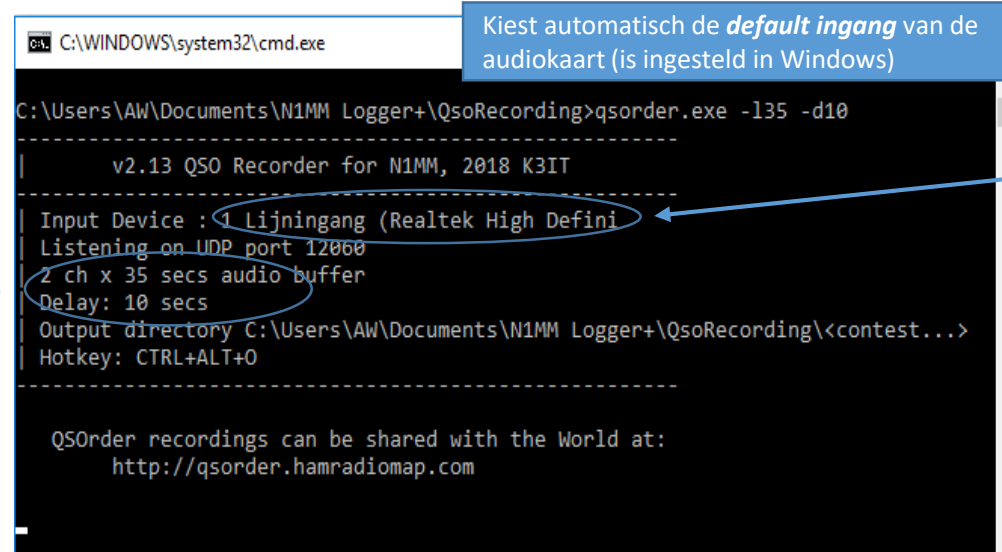 C:\WINDOWS\system32\cmd.exe
Kiest automatisch de default ingang van de
audiokaart (is ingesteld in Windows)
C:\Users\AW\Documents\N1MM Logger+\QsoRecording>qsorder.exe -l35 -d10
------------------------------------------------------
| v2.13 QSO Recorder for N1MM, 2018 K3IT
------------------------------------------------------
| Input Device : 1 Lijningang (Realtek High Defini
| Listening on UDP port 12060
| 2 ch x 35 secs audio buffer
| Delay: 10 secs
| Output directory C:\Users\AW\Documents\N1MM Logger+\QsoRecording\<contest...>
| Hotkey: CTRL+ALT+O
------------------------------------------------------
QSOrder recordings can be shared with the World at:
http://qsorder.hamradiomap.com